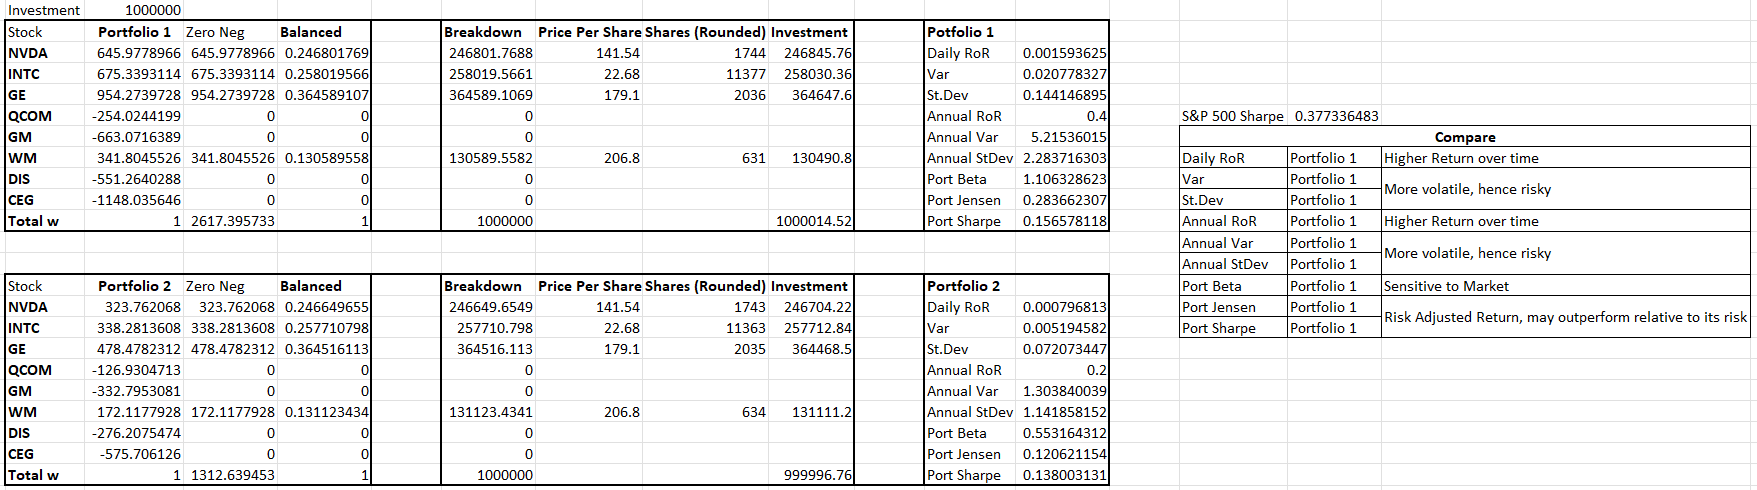 Investment 1000000
Stock Portfolio 1 Zero Neg Balanced Breakdown Price Per Share Shares (Rounded) Investment Potfolio 1
NVDA 645.9778966 645.9778966 0.246801769 246801.7688 141.54 1744 246845.76 Daily RoR 0.001593625
INTC 675.3393114 675.3393114 0.258019566 258019.5661 22.68 11377 258030.36 Var 0.020778327
GE 954.2739728 954.2739728 0.364589107 364589.1069 179.1 2036 364647.6 St.Dev 0.144146895
QCOM -254.0244199 0 0 0 Annual RoR 0.4 S&P 500 Sharpe 0.377336483
GM -663.0716389 0 0 0 Annual Var 5.21536015 Compare
WM 341.8045526 341.8045526 0.130589558 130589.5582 206.8 631 130490.8 Annual StDev 2.283716303 Daily RoR Portfolio 1 Higher Return over time
DIS -551.2640288 0 0 0 Port Beta 1.106328623 Var Portfolio 1 More volatile, hence risky
CEG -1148.035646 0 0 0 Port Jensen 0.283662307 St.Dev Portfolio 1
Total w 1 2617.395733 1 1000000 1000014.52 Port Sharpe 0.156578118 Annual RoR Portfolio 1 Higher Return over time
Annual Var Portfolio 1 More volatile, hence risky
Annual StDev Portfolio 1
Stock Portfolio 2 Zero Neg Balanced Breakdown Price Per Share Shares (Rounded) Investment Portfolio 2 Port Beta Portfolio 1 Sensitive to Market
NVDA 323.762068 323.762068 0.246649655 246649.6549 141.54 1743 246704.22 Daily RoR 0.000796813 Port Jensen Portfolio 1 Risk Adjusted Return, may outperform relative to its risk
INTC 338.2813608 338.2813608 0.257710798 257710.798 22.68 11363 257712.84 Var 0.005194582 Port Sharpe Portfolio 1
GE 478.4782312 478.4782312 0.364516113 364516.113 179.1 2035 364468.5 St.Dev 0.072073447
QCOM -126.9304713 0 0 0 Annual RoR 0.2
GM -332.7953081 0 0 0 Annual Var 1.303840039
WM 172.1177928 172.1177928 0.131123434 131123.4341 206.8 634 131111.2 Annual StDev 1.141858152
DIS -276.2075474 0 0 0 Port Beta 0.553164312
CEG -575.706126 0 0 0 Port Jensen 0.120621154
Total w 1 1312.639453 1 1000000 999996.76 Port Sharpe 0.138003131